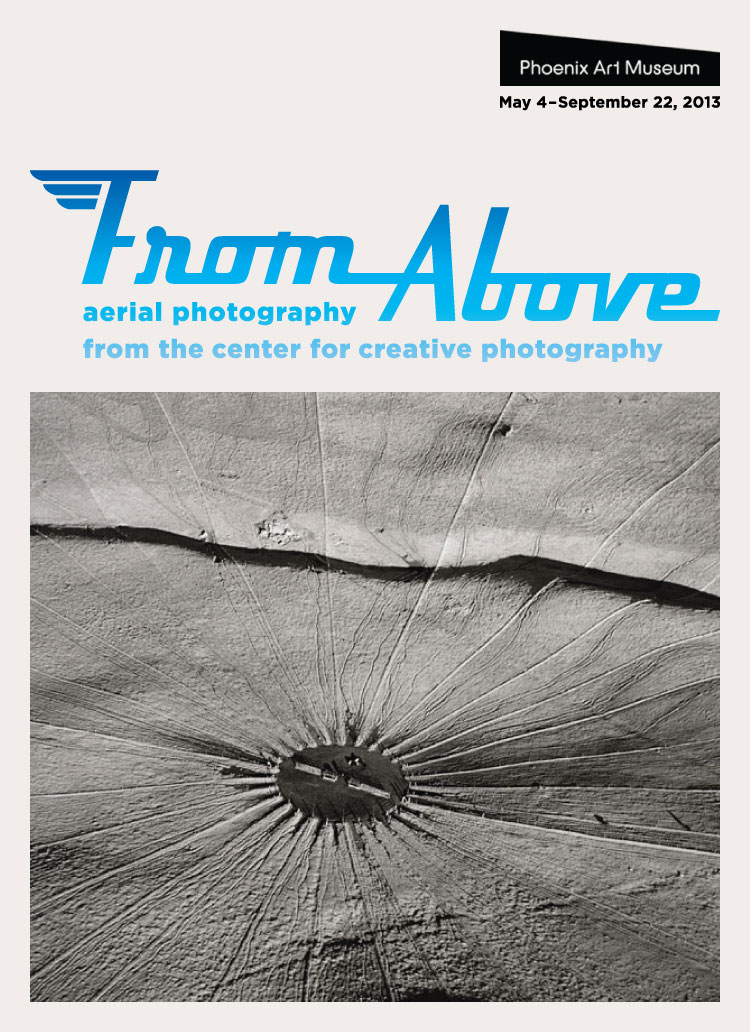 Phoenix Art Museum
May 4–September 22, 2013
From Above
aerial photography
from the center for creative photography